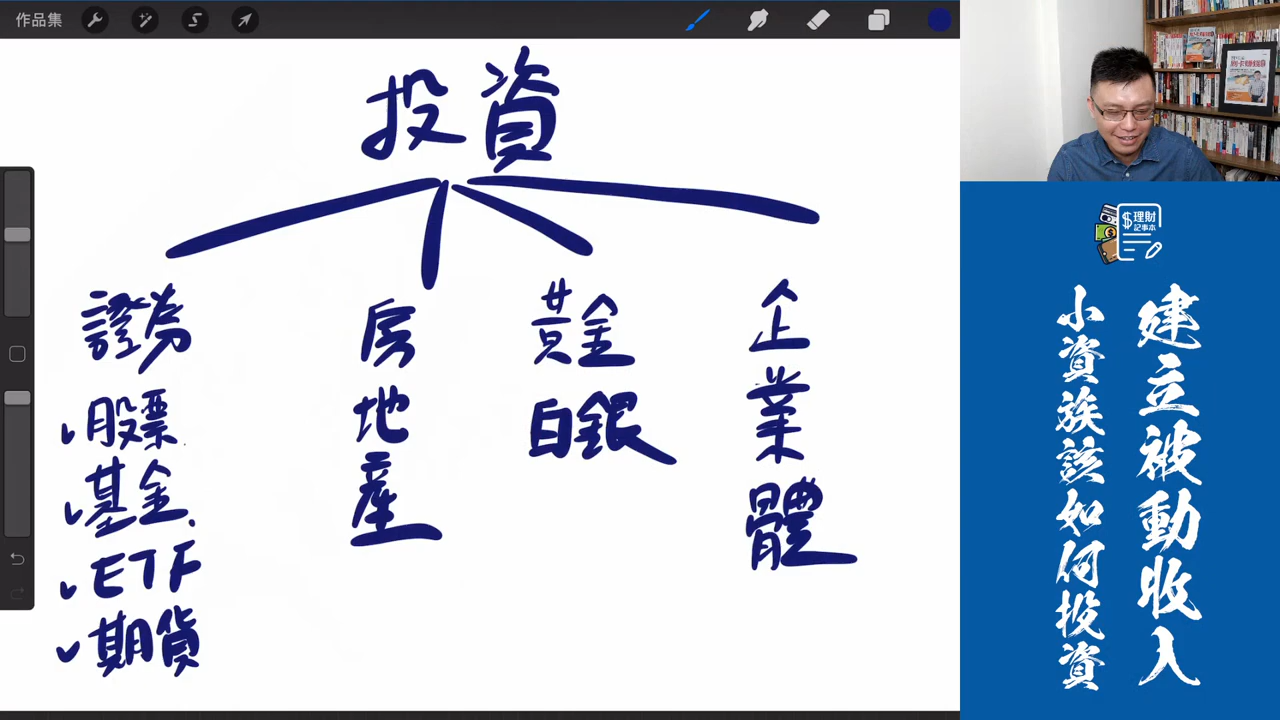 作品集
投資
證券
股票
基金
ETF
期貨
房地產
黃金
白銀
企業體
$理財
記事本
建立被動收入
小資族該如何投資